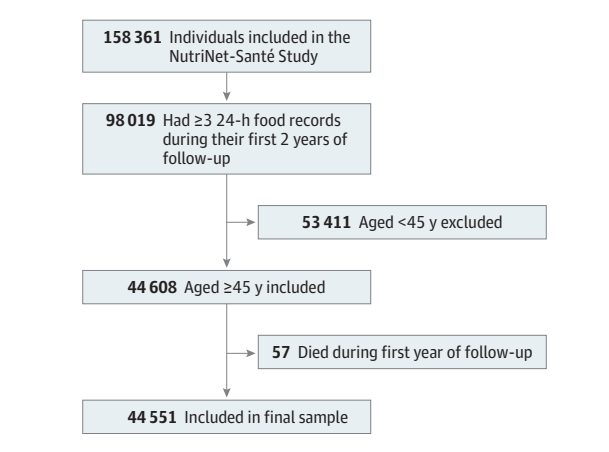 158 361 Individuals included in the
NutriNet-Santé Study
98 019 Had ≥3 24-h food records
during their first 2 years of
follow-up
53 411 Aged <45 y excluded
44 608 Aged ≥45 y included
57 Died during first year of follow-up
44 551 Included in final sample